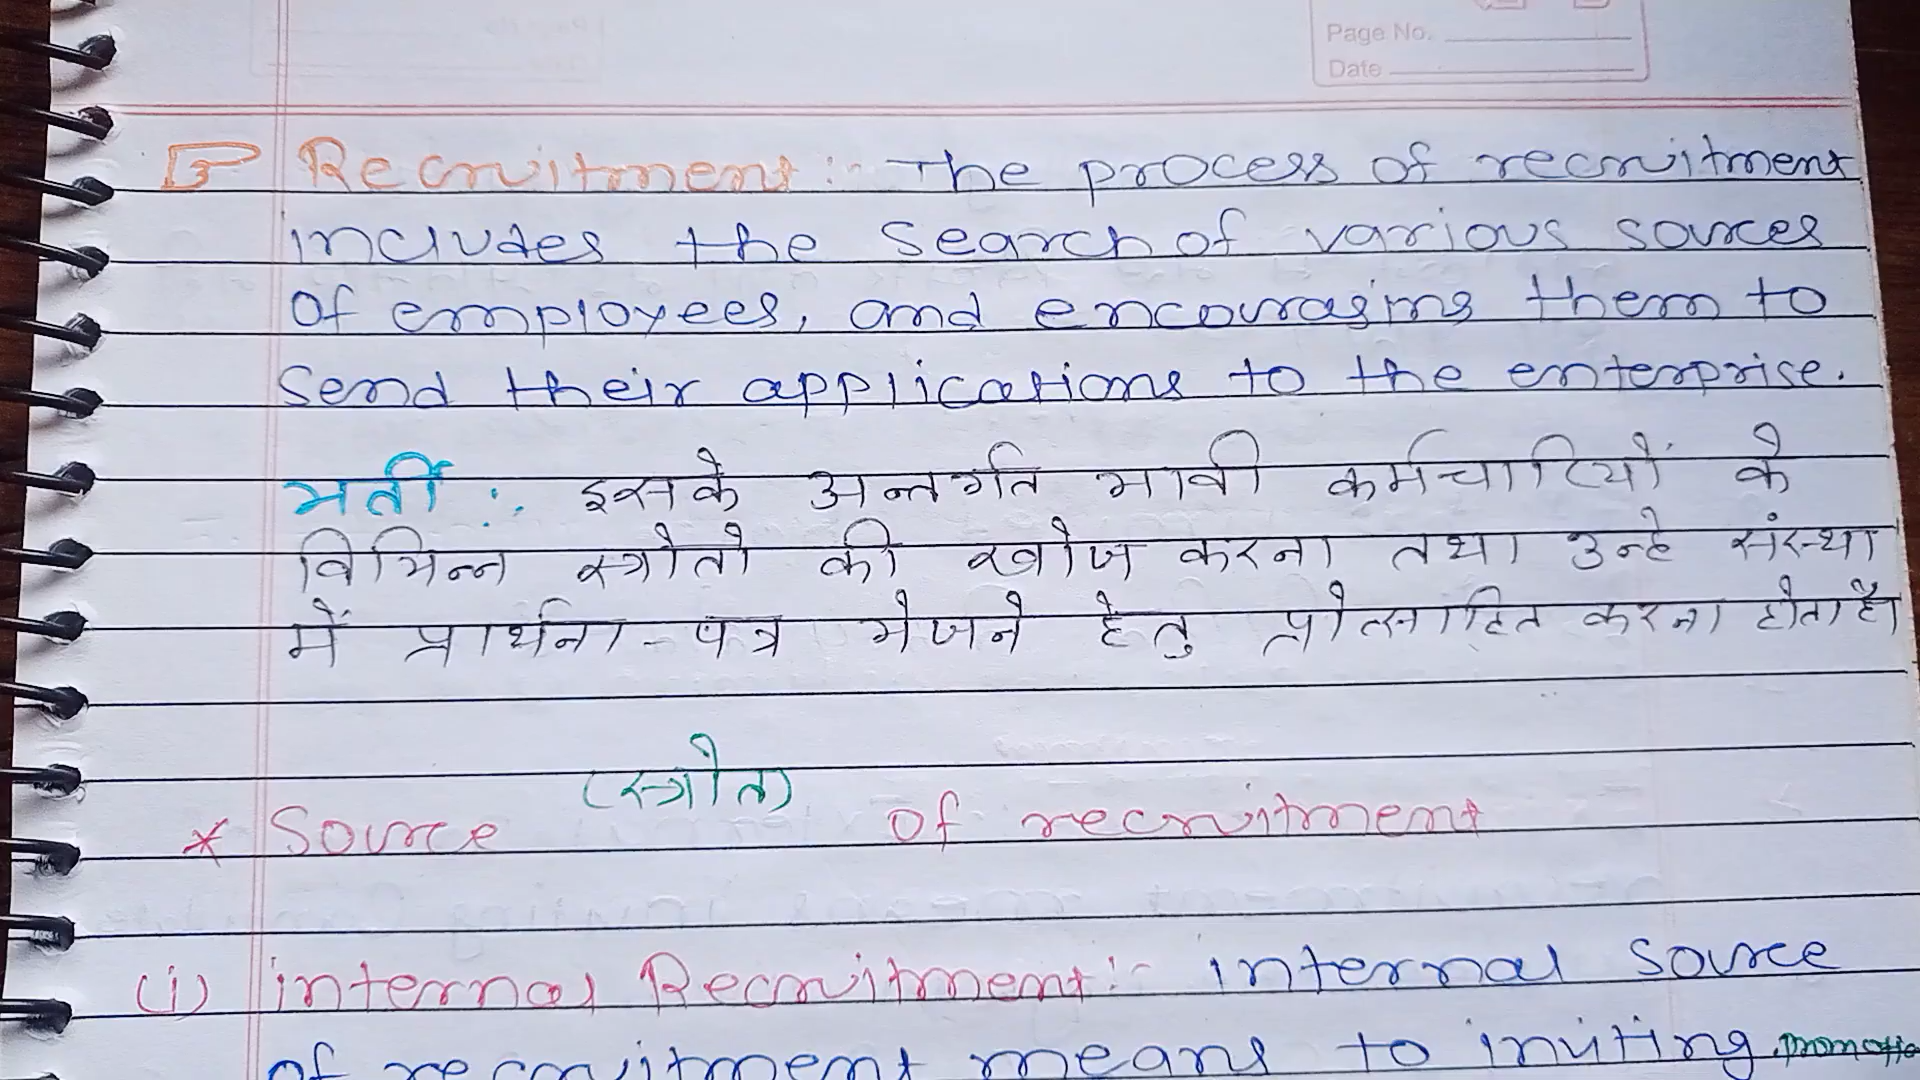 Page No.
Date
Recruitment:- The process of recruitment
includes the search of various sources
of employees, and encouraging them to
send their applications to the enterprise.
भर्ती :. इसके अन्तर्गत भावी कर्मचारियों के
विभिन्न स्त्रोतो की खोज करना तथा उन्हे संस्था
में प्रार्थना-पत्र भेजने हेतु प्रोत्साहित करना होता है।
(स्त्रोत)
* Source of recruitment
(i) internal Recruitment:- internal source
of recruitment means to inviting